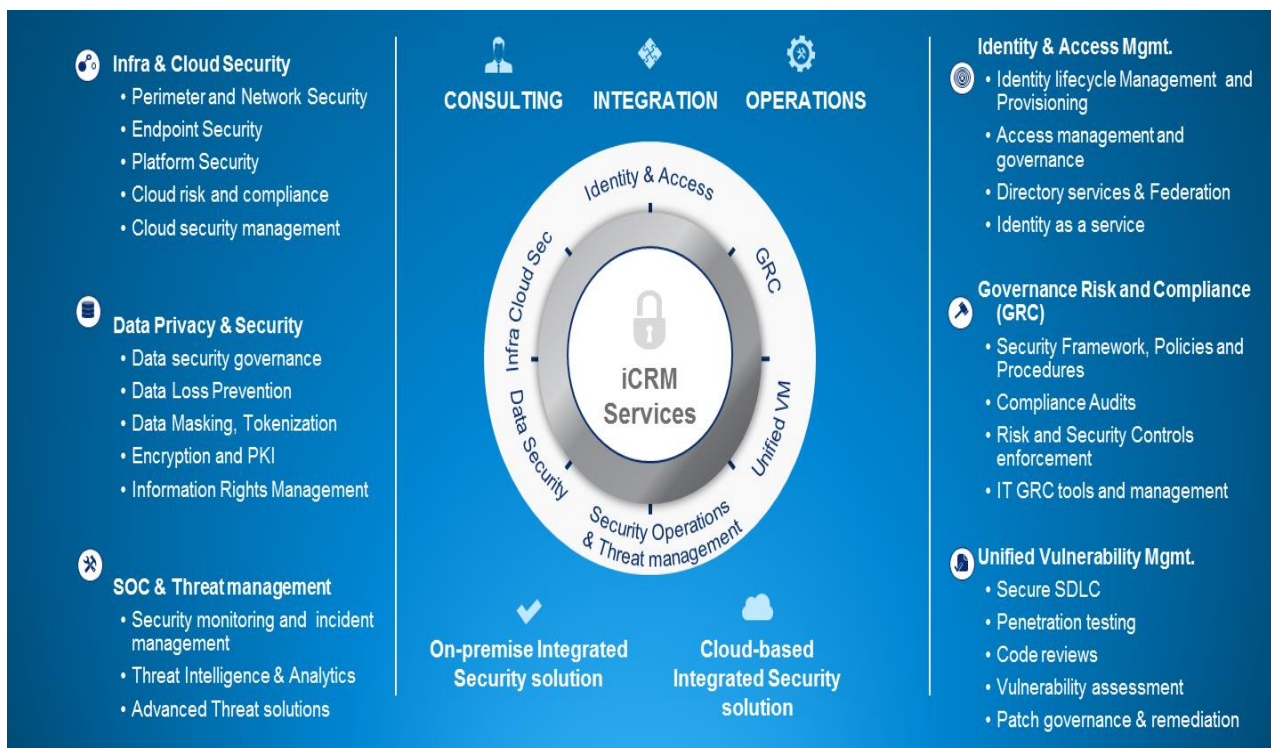 Infra & Cloud Security
• Perimeter and Network Security
• Endpoint Security
• Platform Security
• Cloud risk and compliance
• Cloud security management
Data Privacy & Security
• Data security governance
• Data Loss Prevention
• Data Masking, Tokenization
• Encryption and PKI
• Information Rights Management
SOC & Threat management
• Security monitoring and incident
management
• Threat Intelligence & Analytics
• Advanced Threat solutions
CONSULTING
INTEGRATION
OPERATIONS
Identity & Access
GRC
Unified VM
Security Operations
& Threat management
Data Security
Infra Cloud Sec
iCRM
Services
On-premise Integrated
Security solution
Cloud-based
Integrated Security
solution
Identity & Access Mgmt.
• Identity lifecycle Management and
Provisioning
• Access management and
governance
• Directory services & Federation
• Identity as a service
Governance Risk and Compliance
(GRC)
• Security Framework, Policies and
Procedures
• Compliance Audits
• Risk and Security Controls
enforcement
• IT GRC tools and management
Unified Vulnerability Mgmt.
• Secure SDLC
• Penetration testing
• Code reviews
• Vulnerability assessment
• Patch governance & remediation